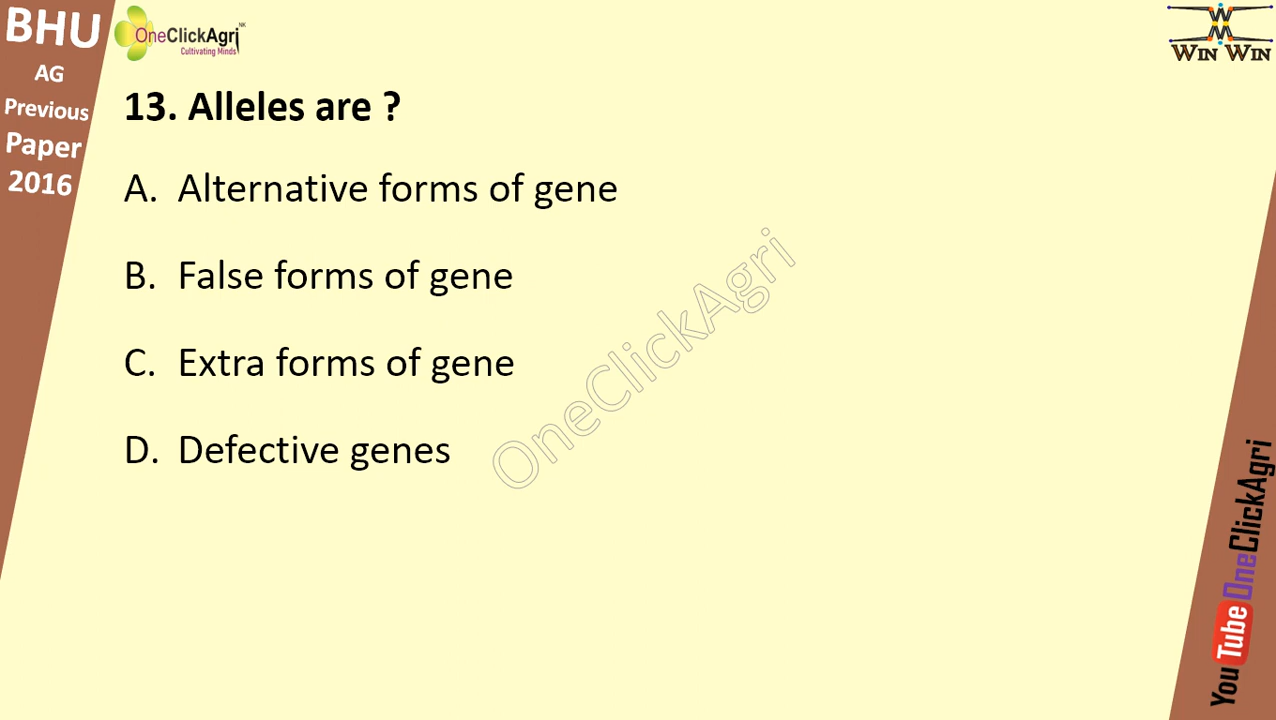 BHU
AG
Previous
Paper
2016
OneClickAgri
NK
Cultivating Minds
WIN WIN
13. Alleles are ?
A. Alternative forms of gene
B. False forms of gene
C. Extra forms of gene
D. Defective genes
OneClickAgri
YouTube OneClickAgri